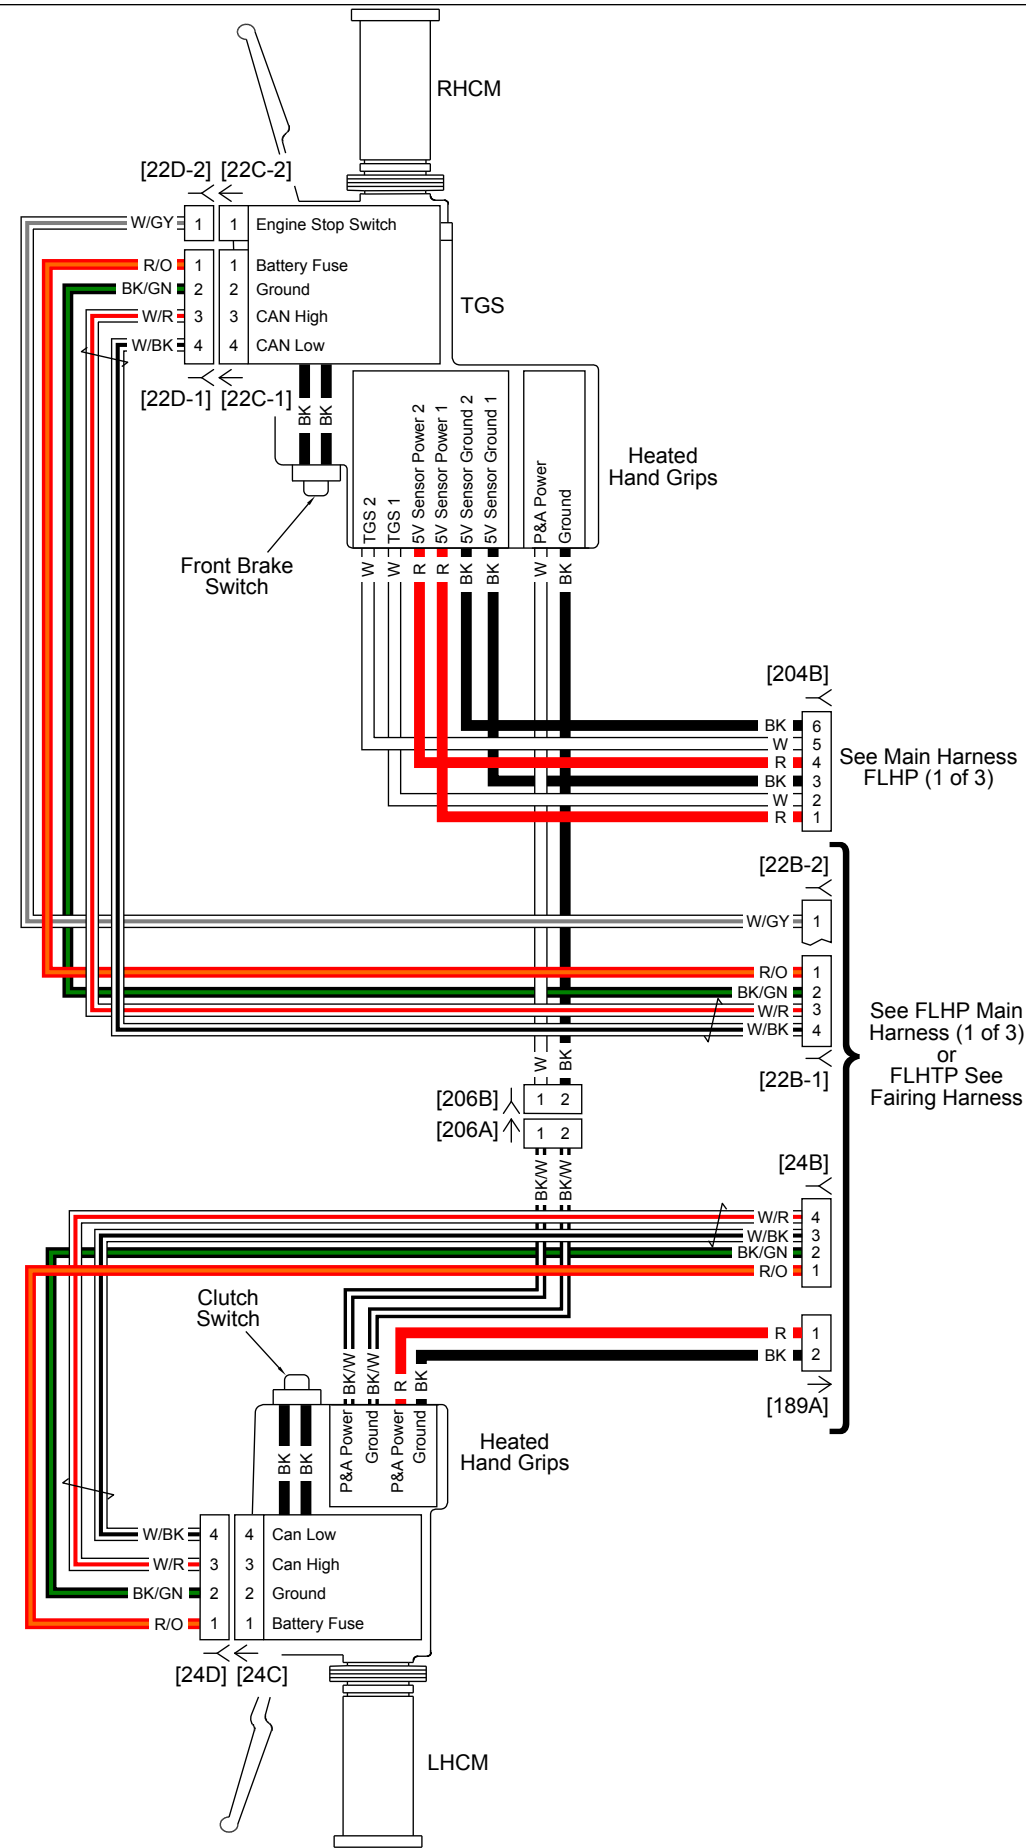 RHCM
[22D-2] [22C-2]
W/GY 1 1 Engine Stop Switch
R/O 1 1 Battery Fuse
BK/GN 2 2 Ground
W/R 3 3 CAN High
W/BK 4 4 CAN Low
TGS
[22D-1] [22C-1]
BK BK
Front Brake
Switch
TGS 2
TGS 1
5V Sensor Power 2
5V Sensor Power 1
5V Sensor Ground 2
5V Sensor Ground 1
P&A Power
Ground
Heated
Hand Grips
W W R R BK BK W BK
[204B]
BK 6
W 5
R 4
BK 3
W 2
R 1
See Main Harness
FLHP (1 of 3)
[22B-2]
W/GY 1
R/O 1
BK/GN 2
W/R 3
W/BK 4
[22B-1]
See FLHP Main
Harness (1 of 3)
or
FLHTP See
Fairing Harness
W BK
[206B] 1 2
[206A] 1 2
BK/W BK/W
[24B]
W/R 4
W/BK 3
BK/GN 2
R/O 1
R 1
BK 2
[189A]
Clutch
Switch
BK/W BK/W R BK
P&A Power
Ground
P&A Power
Ground
Heated
Hand Grips
BK BK
W/BK 4 4 Can Low
W/R 3 3 Can High
BK/GN 2 2 Ground
R/O 1 1 Battery Fuse
[24D] [24C]
LHCM